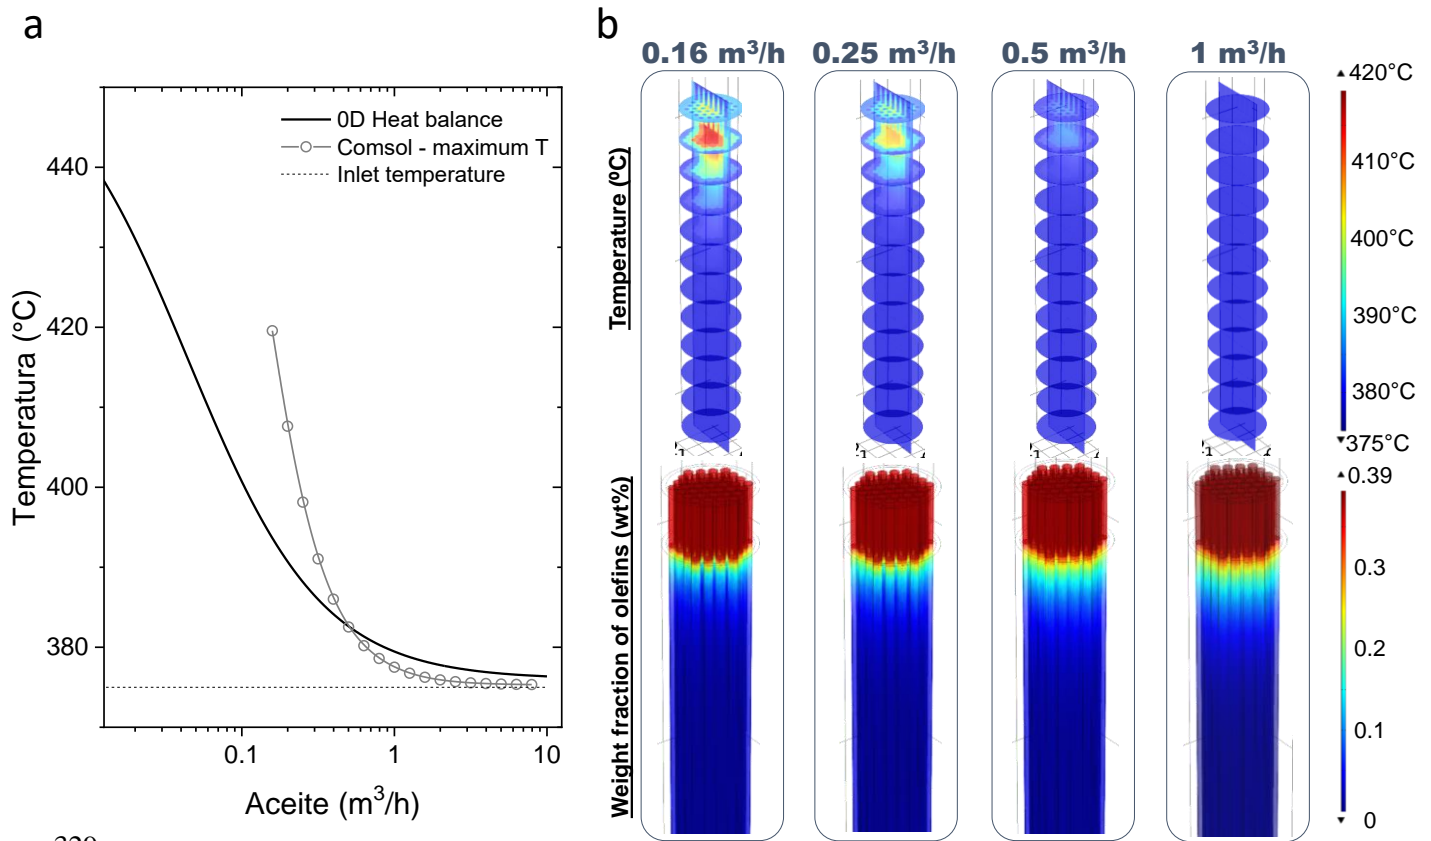 a
0D Heat balance
Comsol - maximum T
Inlet temperature
440
420
400
380
0.1
1
10
Temperatura (°C)
Aceite (m³/h)
b
0.16 m³/h
0.25 m³/h
0.5 m³/h
1 m³/h
Temperature (ºC)
420°C
410°C
400°C
390°C
380°C
375°C
Weight fraction of olefins (wt%)
0.39
0.3
0.2
0.1
0